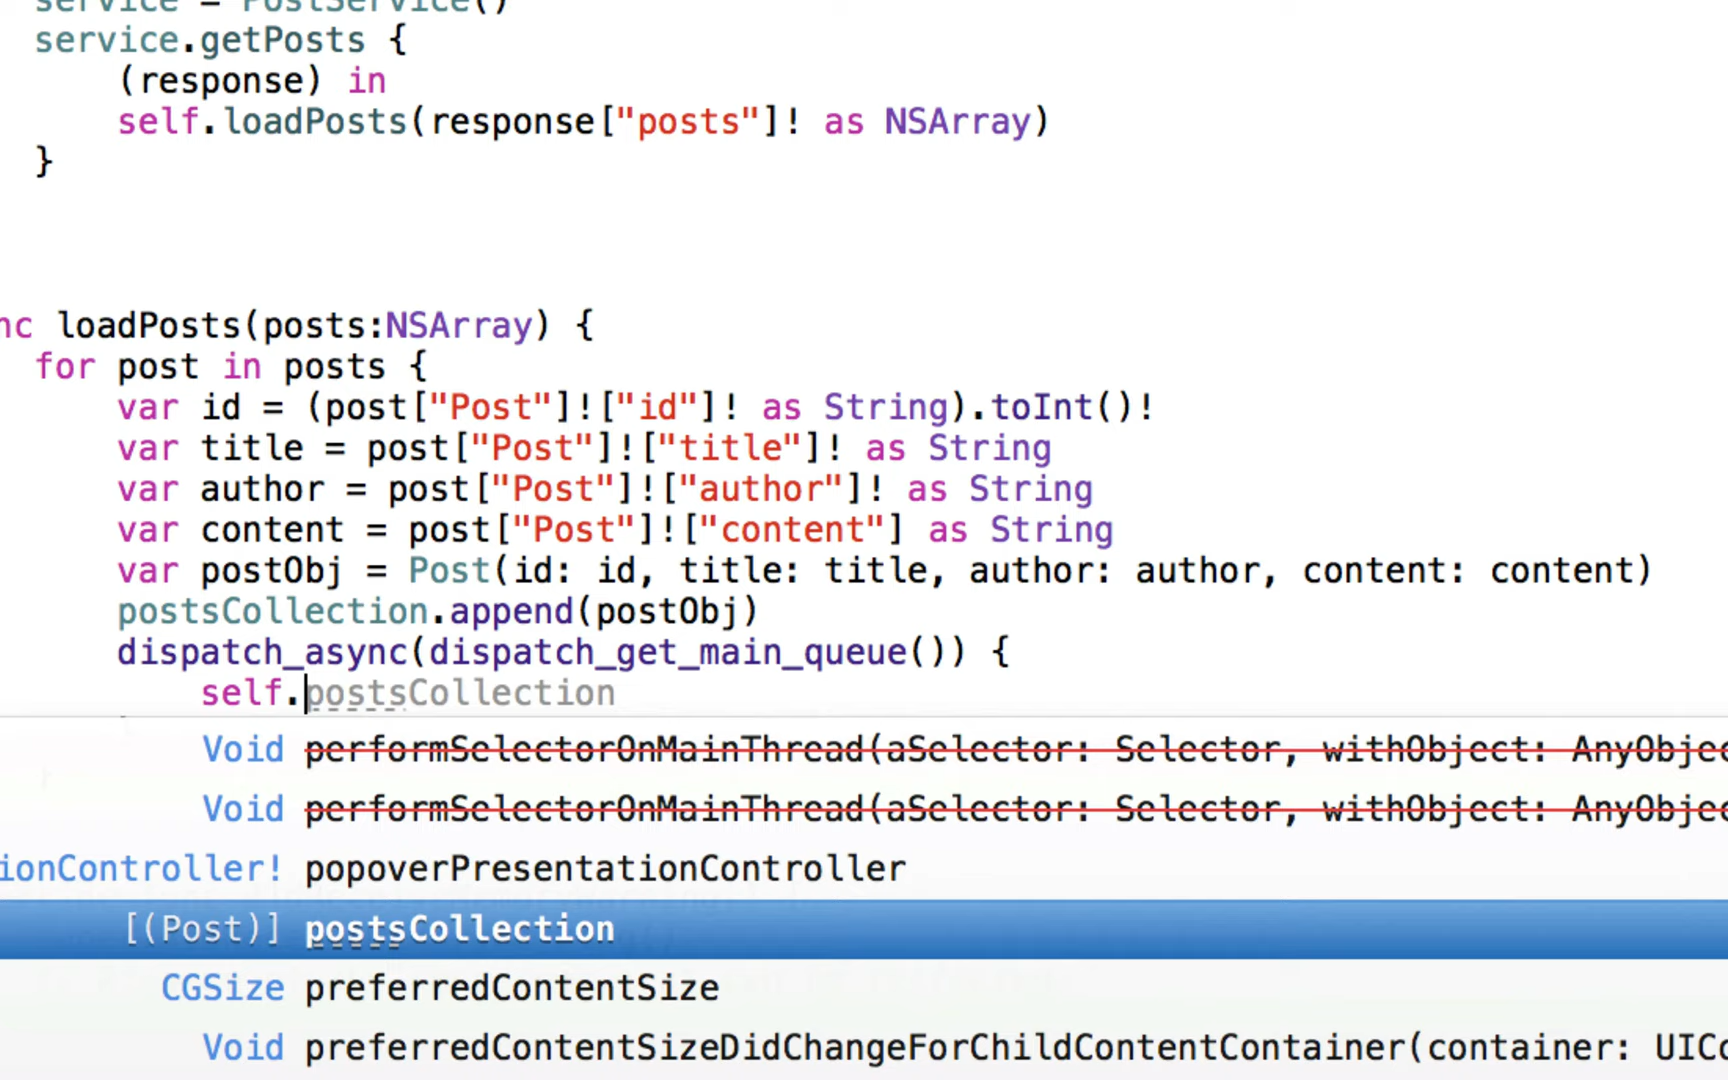 service = PostService()
service.getPosts {
(response) in
self.loadPosts(response["posts"]! as NSArray)
}
nc loadPosts(posts:NSArray) {
for post in posts {
var id = (post["Post"]!["id"]! as String).toInt()!
var title = post["Post"]!["title"]! as String
var author = post["Post"]!["author"]! as String
var content = post["Post"]!["content"] as String
var postObj = Post(id: id, title: title, author: author, content: content)
postsCollection.append(postObj)
dispatch_async(dispatch_get_main_queue()) {
self.postsCollection
Void performSelectorOnMainThread(aSelector: Selector, withObject: AnyObjec
Void performSelectorOnMainThread(aSelector: Selector, withObject: AnyObjec
ionController! popoverPresentationController
[(Post)] postsCollection
CGSize preferredContentSize
Void preferredContentSizeDidChangeForChildContentContainer(container: UICo